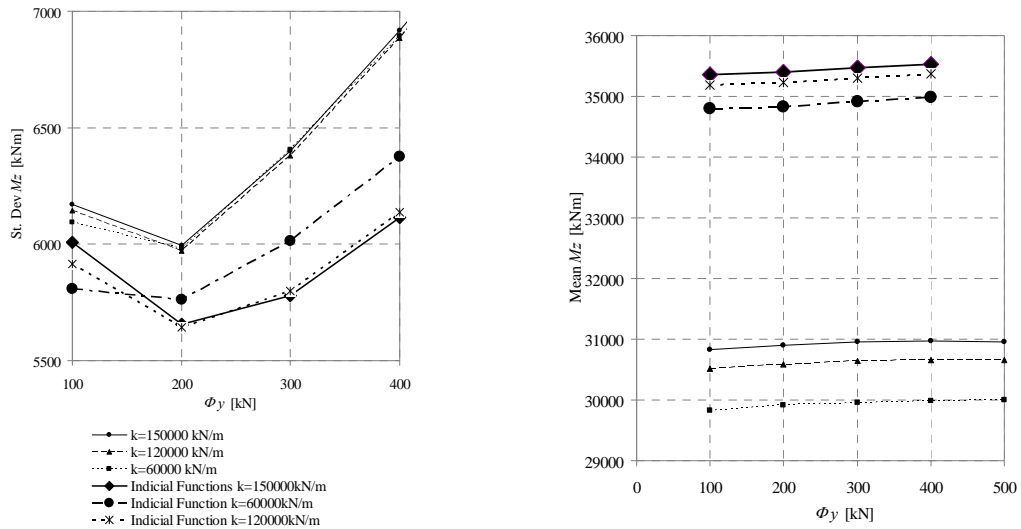 7000
6500
6000
5500
St. Dev Mz [kNm]
100 200 300 400
Φy [kN]
k=150000 kN/m
k=120000 kN/m
k=60000 kN/m
Indicial Functions k=150000kN/m
Indicial Function k=60000kN/m
Indicial Function k=120000kN/m
36000
35000
34000
33000
32000
31000
30000
29000
Mean Mz [kNm]
0 100 200 300 400 500
Φy [kN]